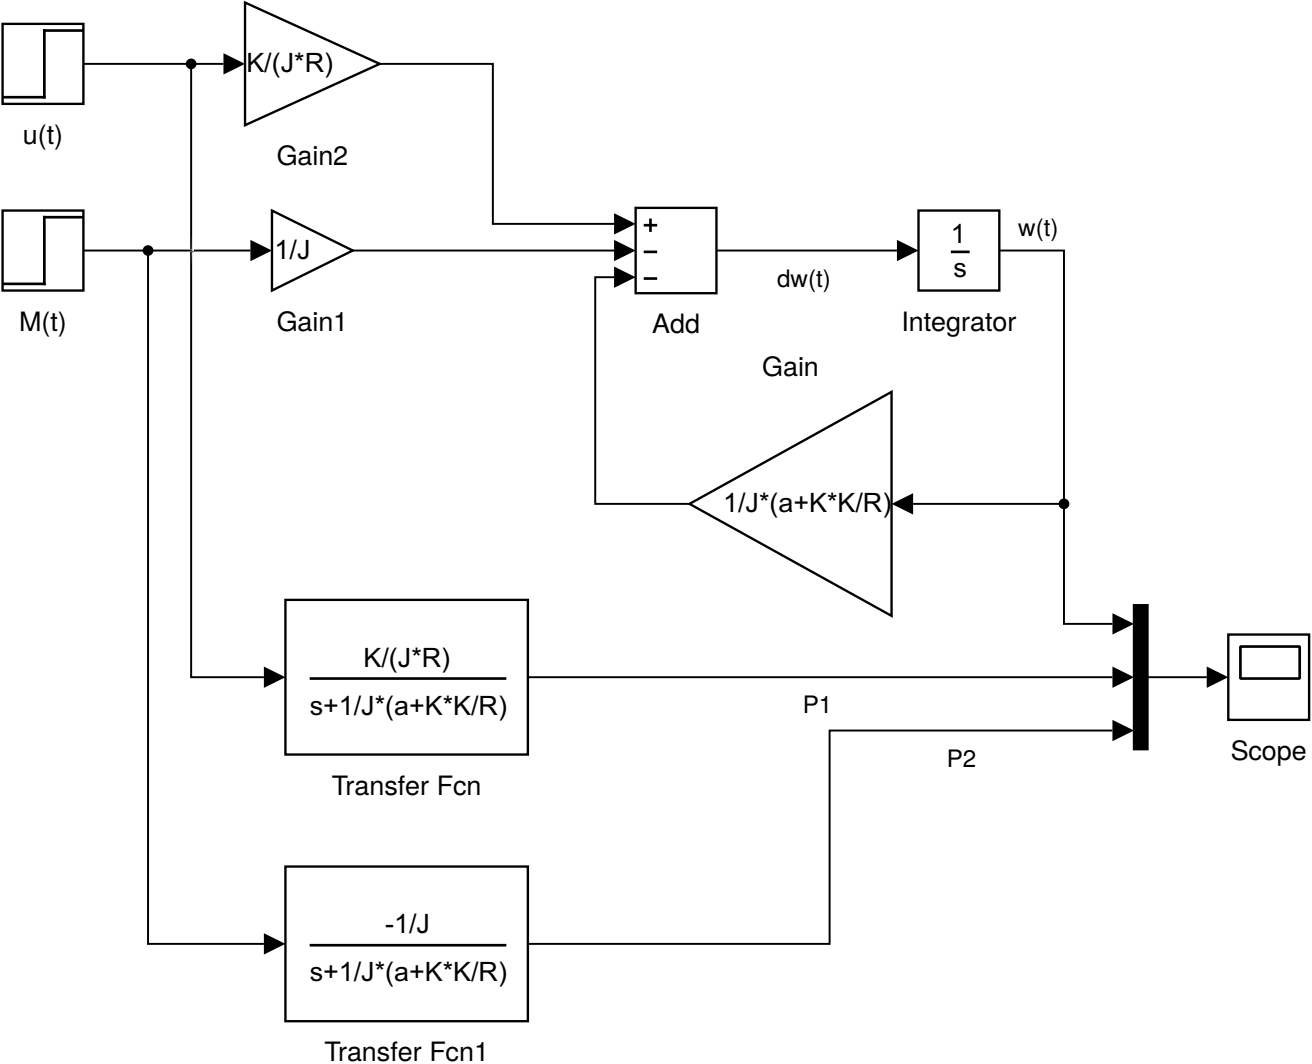 K/(J*R)
u(t)
Gain2
1/J
M(t)
Gain1
+
−
−
Add
dw(t)
1
s
Integrator
w(t)
Gain
1/J*(a+K*K/R)
K/(J*R)
s+1/J*(a+K*K/R)
Transfer Fcn
P1
P2
Scope
-1/J
s+1/J*(a+K*K/R)
Transfer Fcn1